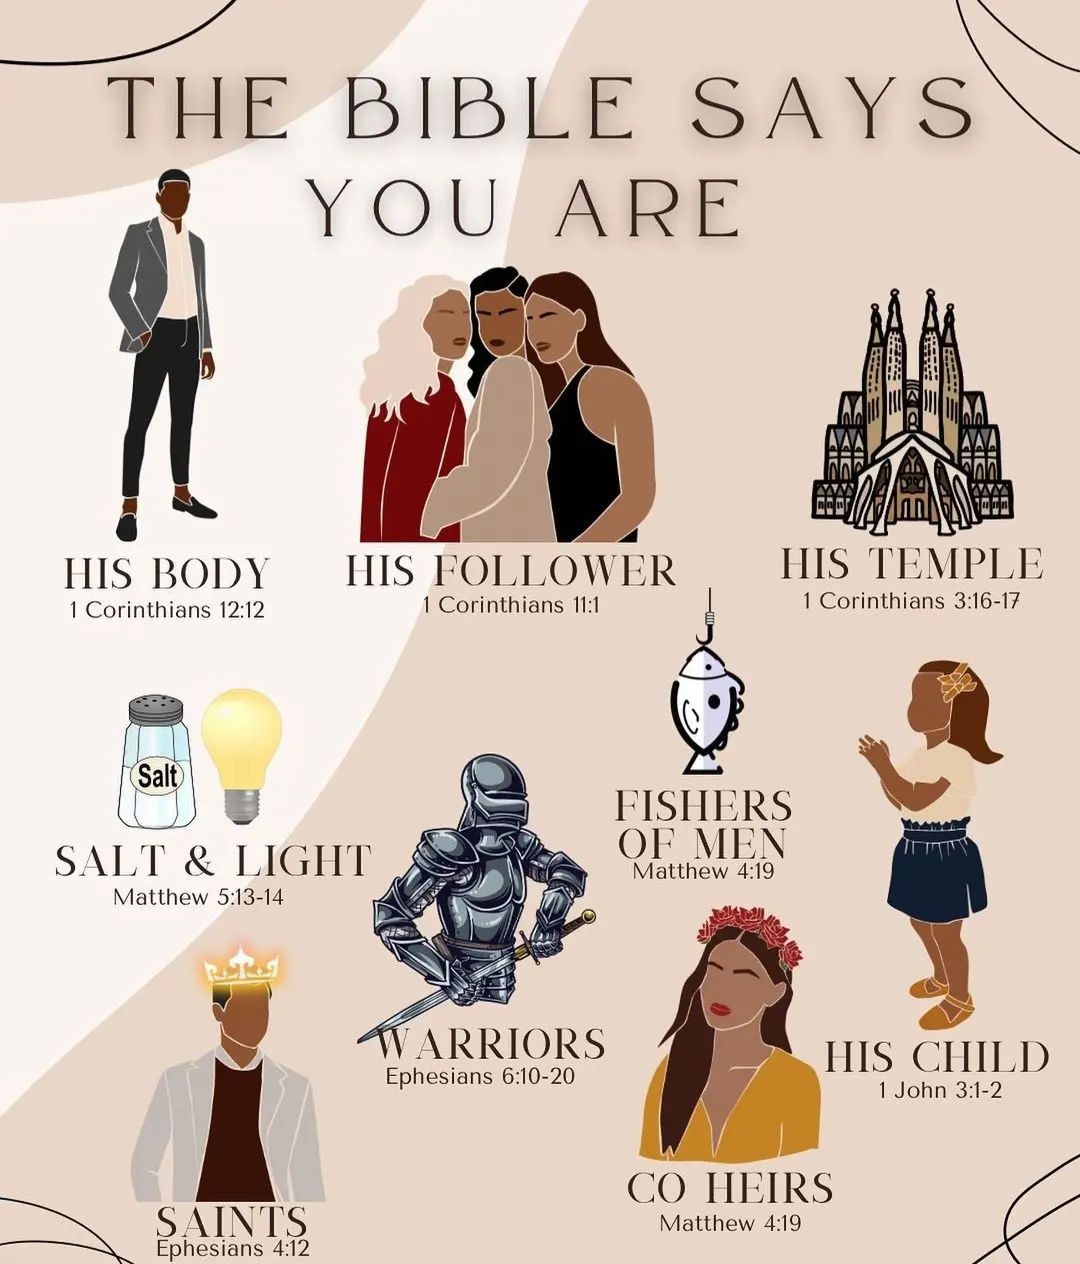 THE BIBLE SAYS
YOU ARE
HIS BODY
1 Corinthians 12:12
HIS FOLLOWER
1 Corinthians 11:1
HIS TEMPLE
1 Corinthians 3:16-17
Salt
SALT & LIGHT
Matthew 5:13-14
FISHERS
OF MEN
Matthew 4:19
WARRIORS
Ephesians 6:10-20
HIS CHILD
1 John 3:1-2
SAINTS
Ephesians 4:12
CO HEIRS
Matthew 4:19